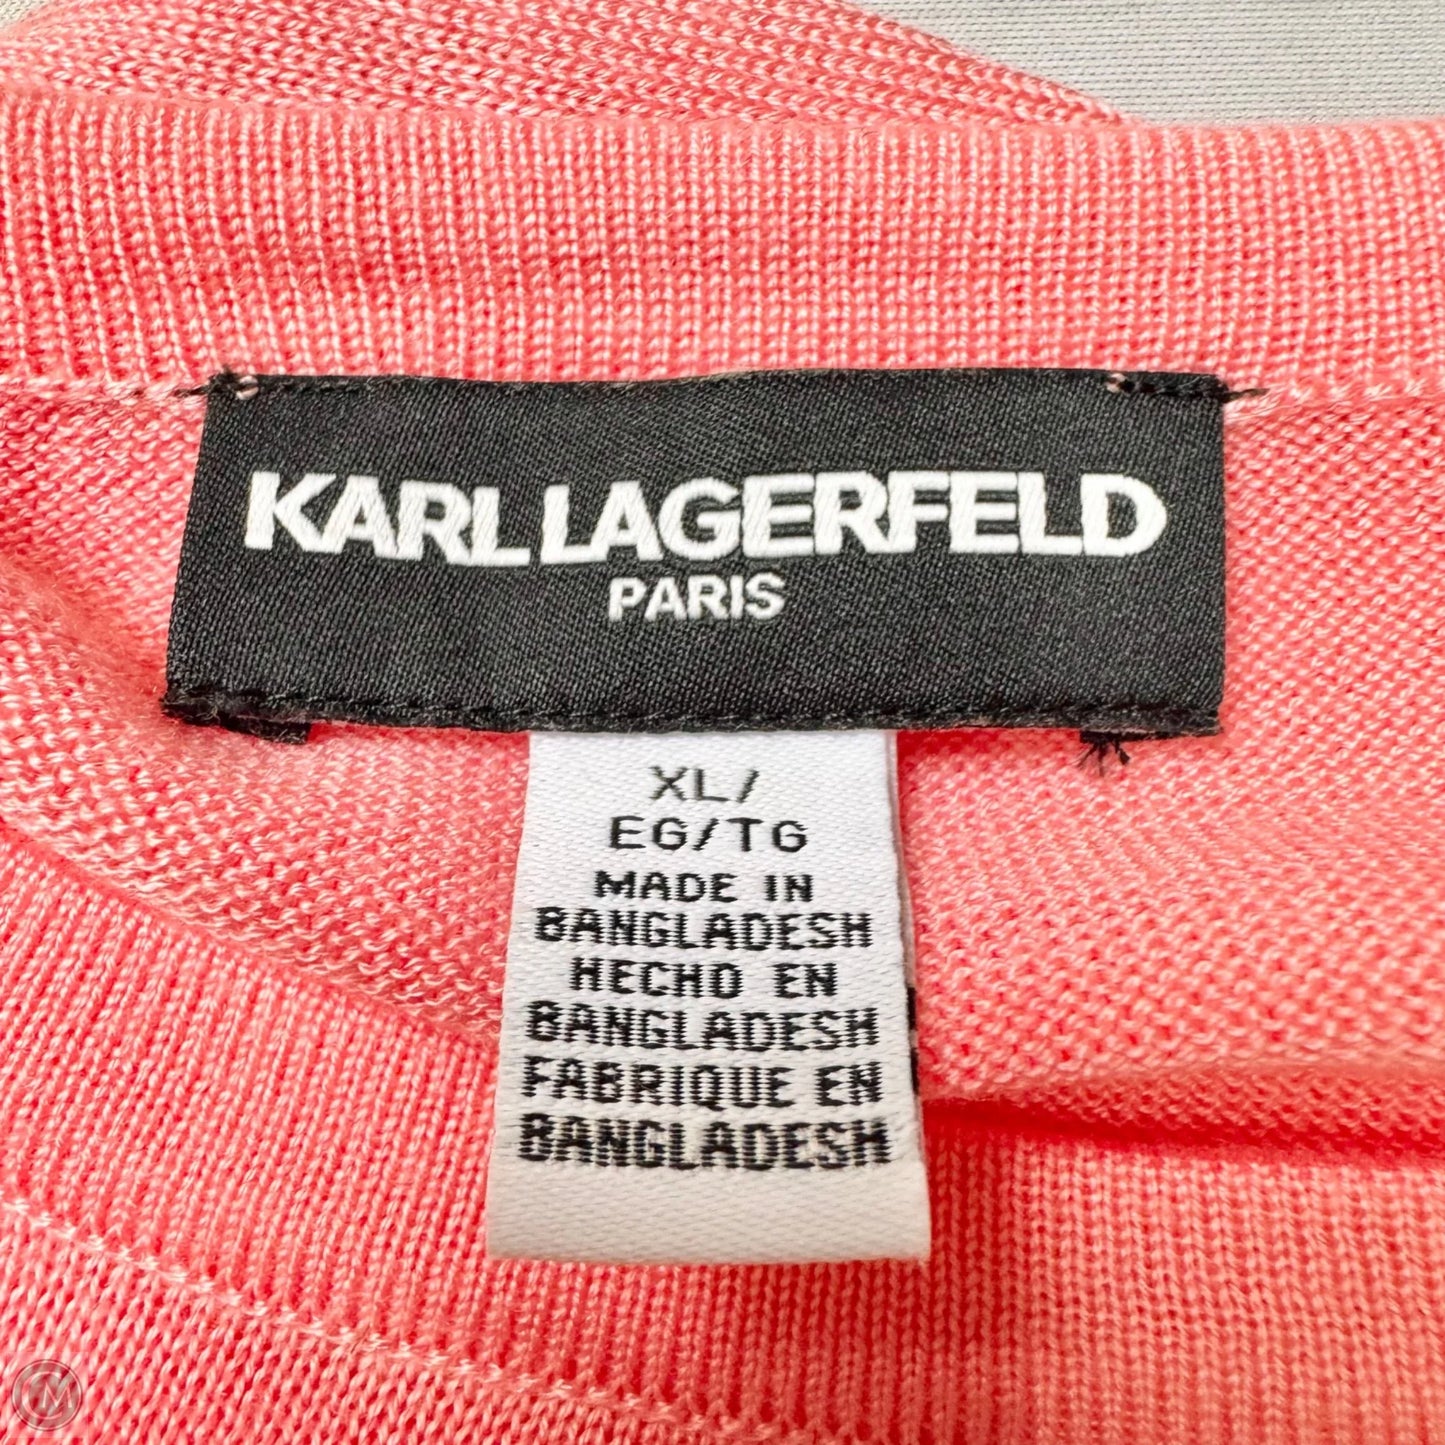 KARL LAGERFELD
PARIS
XL/
EG/TG
MADE IN
BANGLADESH
HECHO EN
BANGLADESH
FABRIQUE EN
BANGLADESH
M